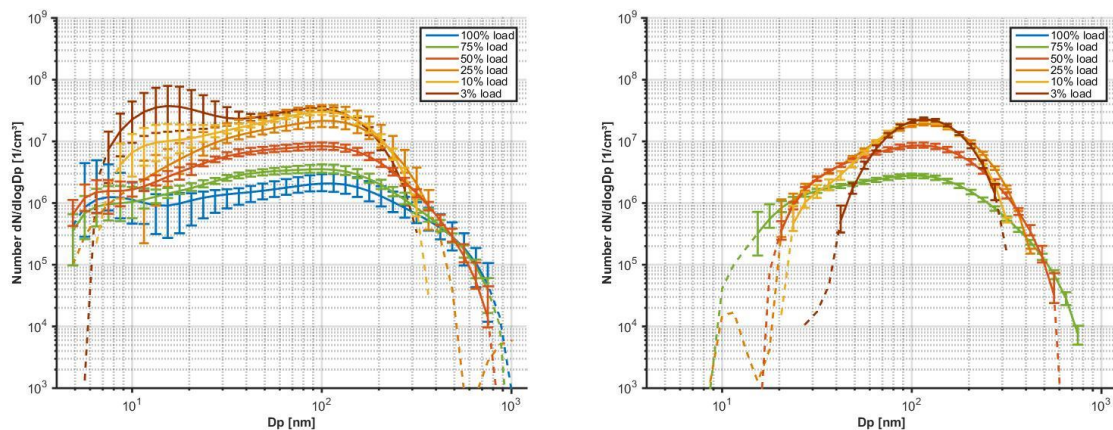 10⁹
10⁸
10⁷
10⁶
10⁵
10⁴
10³
Number dN/dlogDp [1/cm³]
100% load
75% load
50% load
25% load
10% load
3% load
10¹
10²
10³
Dp [nm]
10⁹
10⁸
10⁷
10⁶
10⁵
10⁴
10³
Number dN/dlogDp [1/cm³]
100% load
75% load
50% load
25% load
10% load
3% load
10¹
10²
10³
Dp [nm]